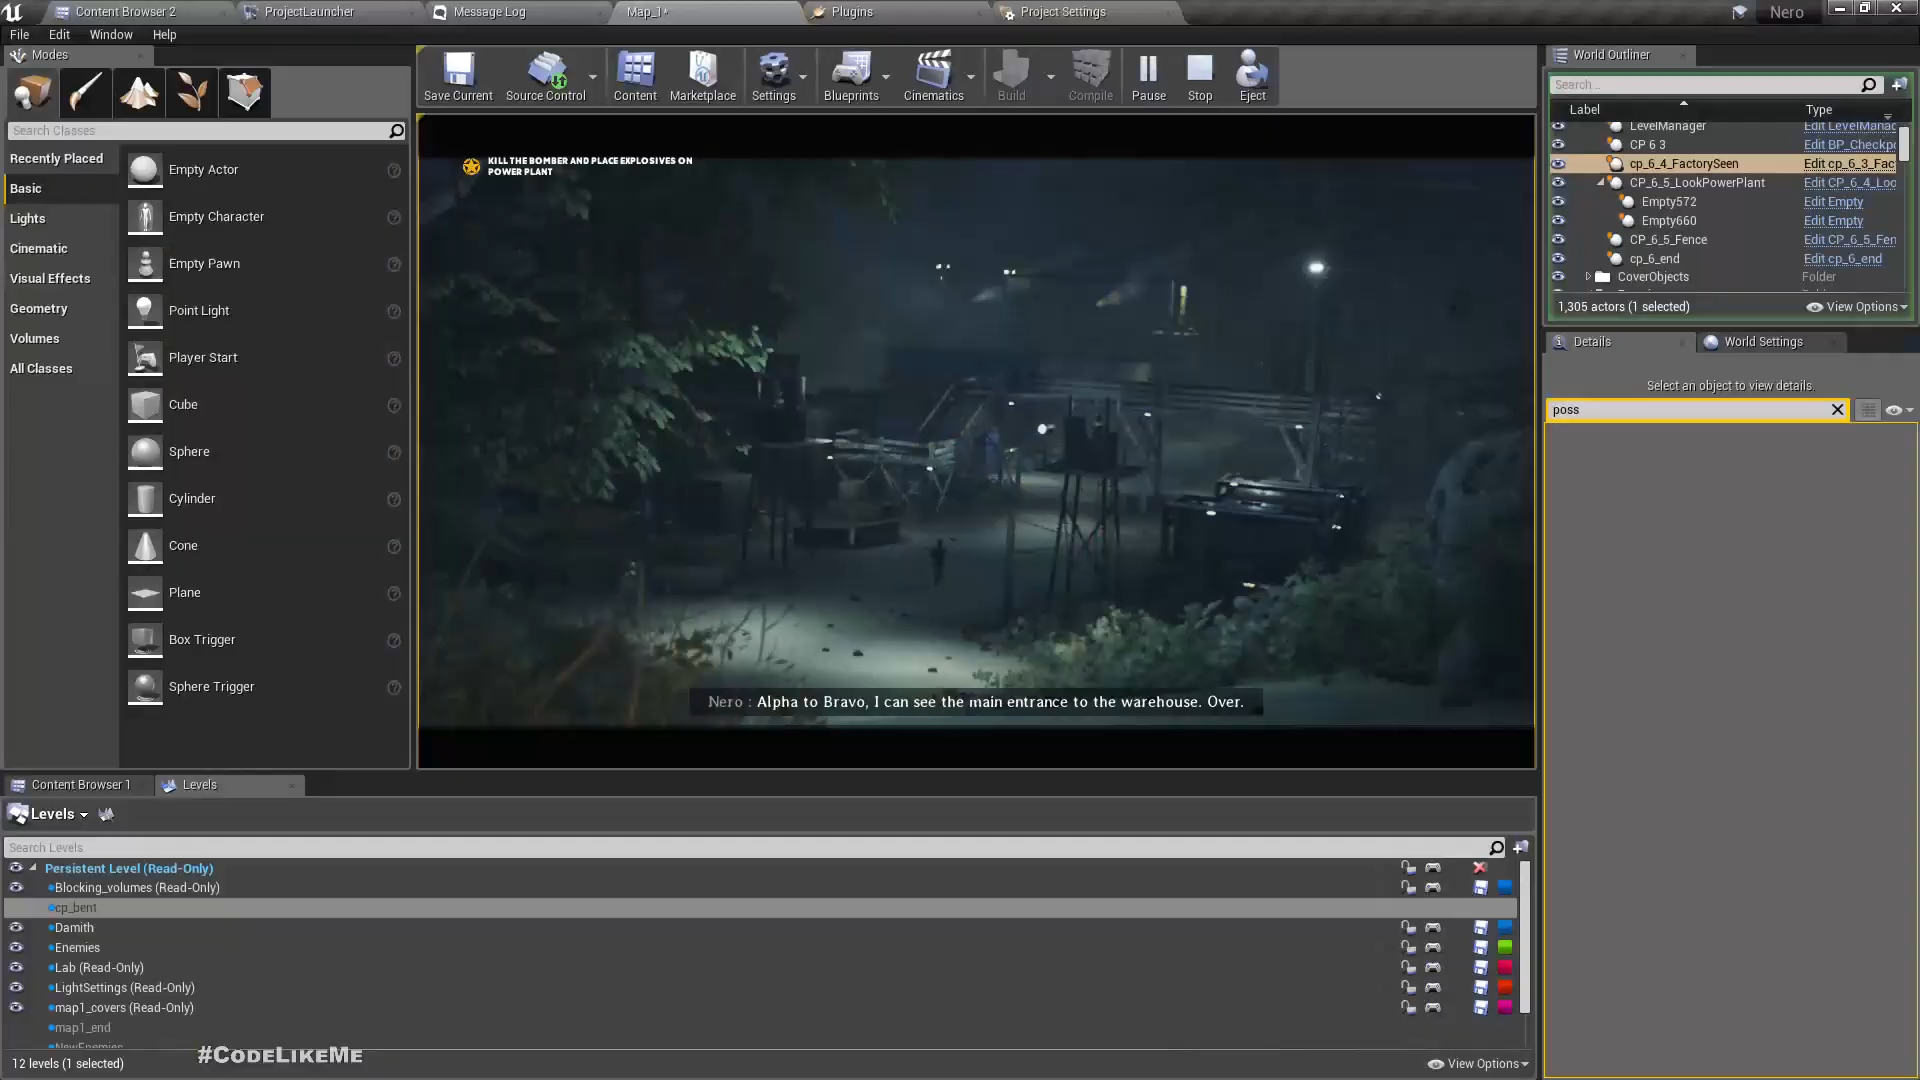 Content Browser 2
ProjectLauncher
Message Log
Map_1*
Plugins
Project Settings
Nero
File Edit Window Help
Modes
Search Classes
Recently Placed
Basic
Lights
Cinematic
Visual Effects
Geometry
Volumes
All Classes
Empty Actor
Empty Character
Empty Pawn
Point Light
Player Start
Cube
Sphere
Cylinder
Cone
Plane
Box Trigger
Sphere Trigger
Save Current
Source Control
Content
Marketplace
Settings
Blueprints
Cinematics
Build
Compile
Pause
Stop
Eject
KILL THE BOMBER AND PLACE EXPLOSIVES ON
POWER PLANT
Nero : Alpha to Bravo, I can see the main entrance to the warehouse. Over.
World Outliner
Search...
Label Type
LevelManager Edit LevelManag
CP 6 3 Edit BP_Checkpo
cp_6_4_FactorySeen Edit cp_6_3_Fac
CP_6_5_LookPowerPlant Edit CP_6_4_Loo
Empty572 Edit Empty
Empty660 Edit Empty
CP_6_5_Fence Edit CP_6_5_Fen
cp_6_end Edit cp_6_end
CoverObjects Folder
1,305 actors (1 selected) View Options
Details
World Settings
Select an object to view details.
poss
Content Browser 1
Levels
Levels
Search Levels
Persistent Level (Read-Only)
Blocking_volumes (Read-Only)
cp_bent
Damith
Enemies
Lab (Read-Only)
LightSettings (Read-Only)
map1_covers (Read-Only)
map1_end
NewEnemies
12 levels (1 selected)
#CodeLikeMe
View Options